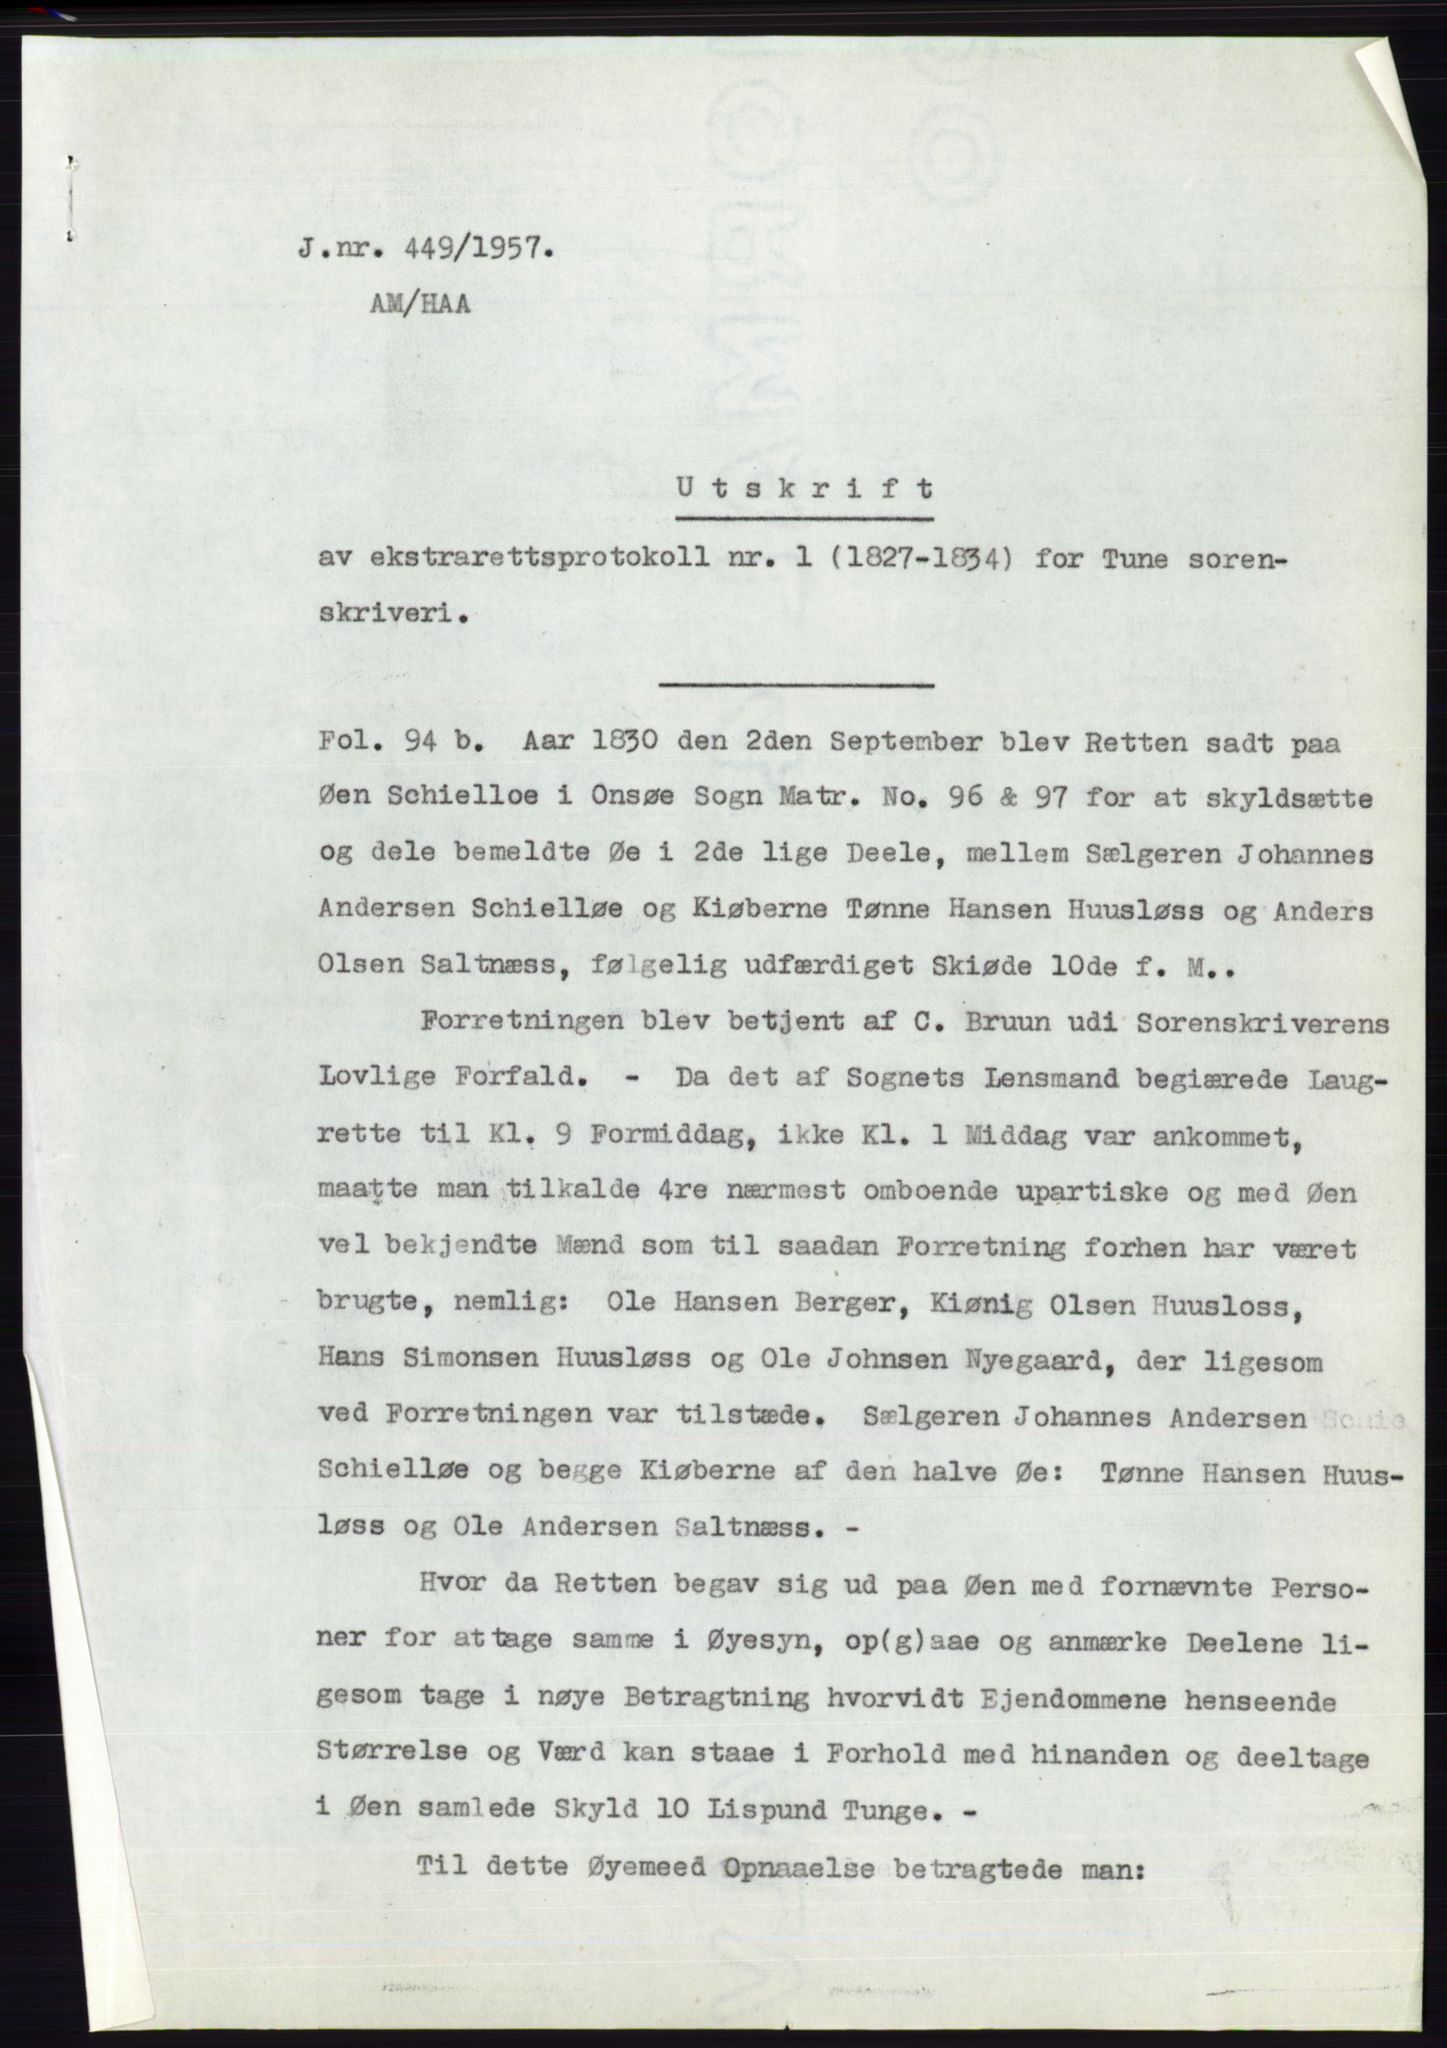 J.nr. 449/1957.
AM/HAA
Utskrift
av ekstrarettsprotokoll nr. 1 (1827-1834) for Tune soren-
skriveri.
Fol. 94 b. Aar 1830 den 2den September blev Retten sadt paa
Øen Schielloe i Onsøe Sogn Matr. No. 96 & 97 for at skyldsætte
og dele bemeldte Øe i 2de lige Deele, mellem Sælgeren Johannes
Andersen Schielløe og Kiøberne Tønne Hansen Huusløss og Anders
Olsen Saltnæss, følgelig udfærdiget Skiøde 10de f. M..
Forretningen blev betjent af C. Bruun udi Sorenskriverens
Lovlige Forfald. - Da det af Sognets Lensmand begiærede Laug-
rette til Kl. 9 Formiddag, ikke Kl. 1 Middag var ankommet,
maatte man tilkalde 4re nærmest omboende upartiske og med Øen
vel bekjendte Mænd som til saadan Forretning forhen har været
brugte, nemlig: Ole Hansen Berger, Kiønig Olsen Huusloss,
Hans Simonsen Huusløss og Ole Johnsen Nyegaard, der ligesom
ved Forretningen var tilstæde. Sælgeren Johannes Andersen Schie
Schielløe og begge Kiøberne af den halve Øe: Tønne Hansen Huus-
løss og Ole Andersen Saltnæss. -
Hvor da Retten begav sig ud paa Øen med fornævnte Perso-
ner for at tage samme i Øyesyn, op(g)aae og anmærke Deelene li-
gesom tage i nøye Betragtning hvorvidt Ejendommene henseende
Størrelse og Værd kan staae i Forhold med hinanden og deeltage
i Øen samlede Skyld 10 Lispund Tunge. -
Til dette Øyemeed Opnaaelse betragtede man: